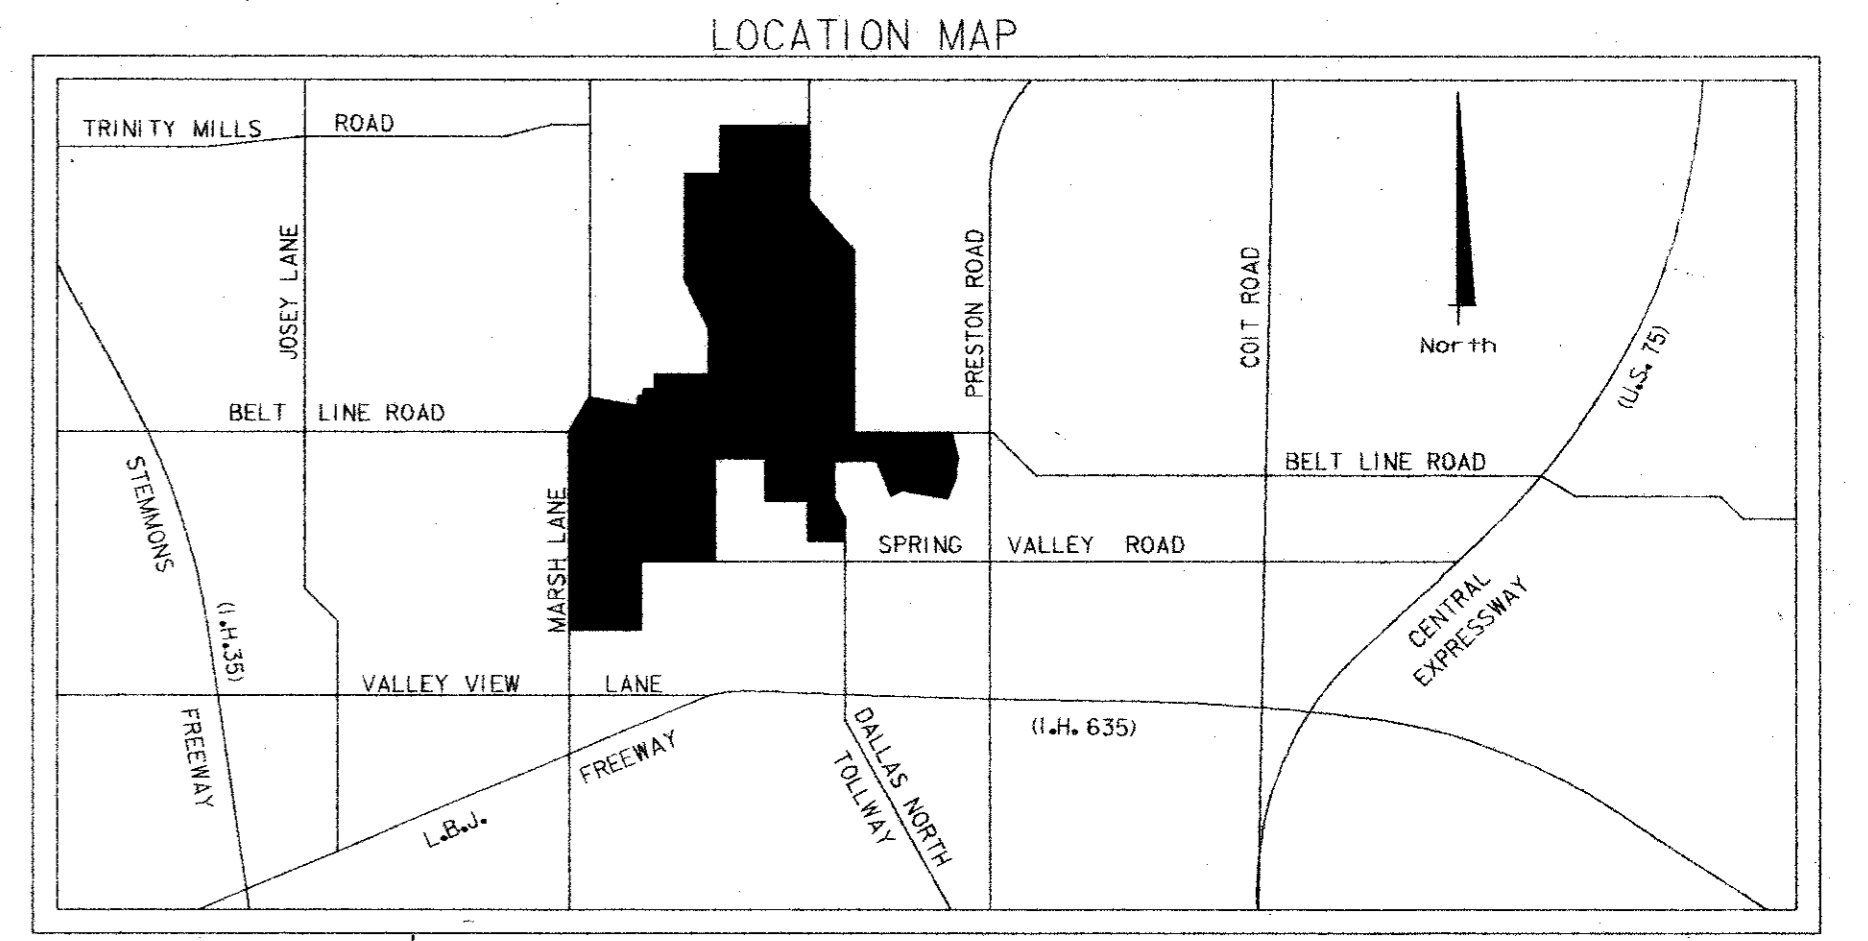 LOCATION MAP
TRINITY MILLS ROAD
JOSEY LANE
PRESTON ROAD
COIT ROAD
North
(U.S. 75)
BELT LINE ROAD
BELT LINE ROAD
STEMMONS
(I.H.35)
FREEWAY
MARSH LANE
SPRING VALLEY ROAD
CENTRAL
EXPRESSWAY
VALLEY VIEW LANE
(I.H. 635)
L.B.J.
FREEWAY
DALLAS NORTH
TOLLWAY